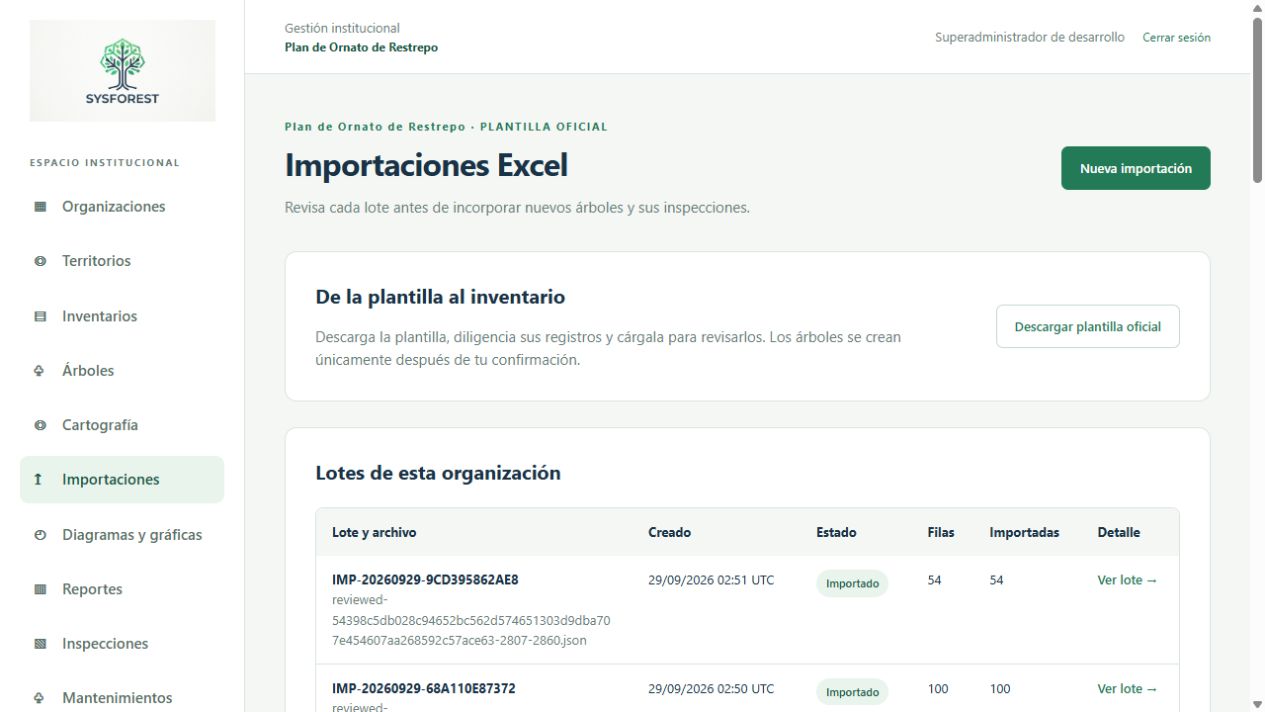 SYSFOREST
ESPACIO INSTITUCIONAL
Organizaciones
Territorios
Inventarios
Árboles
Cartografía
Importaciones
Diagramas y gráficas
Reportes
Inspecciones
Mantenimientos
Gestión institucional
Plan de Ornato de Restrepo
Superadministrador de desarrollo
Cerrar sesión
Plan de Ornato de Restrepo · PLANTILLA OFICIAL
Importaciones Excel
Revisa cada lote antes de incorporar nuevos árboles y sus inspecciones.
Nueva importación
De la plantilla al inventario
Descarga la plantilla, diligencia sus registros y cárgala para revisarlos. Los árboles se crean
únicamente después de tu confirmación.
Descargar plantilla oficial
Lotes de esta organización
Lote y archivo Creado Estado Filas Importadas Detalle
IMP-20260929-9CD395862AE8 29/09/2026 02:51 UTC Importado 54 54 Ver lote →
reviewed-
54398c5db028c94652bc562d574651303d9dba70
7e454607aa268592c57ace63-2807-2860.json
IMP-20260929-68A110E87372 29/09/2026 02:50 UTC Importado 100 100 Ver lote →
reviewed-